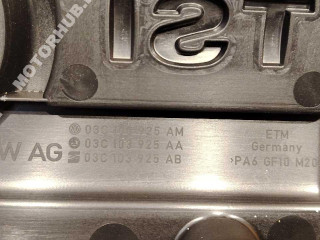 MOTORHUB.
TSI
03C 103 925 AM
03C 103 925 AA
W AG
03C 103 925 AB
ETM
Germany
>PA6 GF10 M20